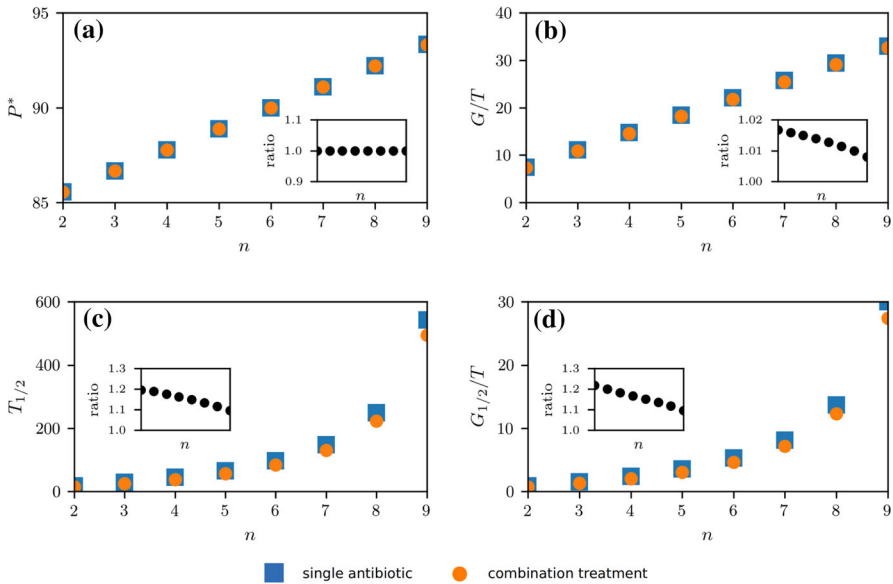 (a)
95
90
85
P*
2 3 4 5 6 7 8 9
n
1.1
1.0
0.9
ratio
n
(b)
40
30
20
10
0
G/T
2 3 4 5 6 7 8 9
n
1.02
1.01
1.00
ratio
n
(c)
600
400
200
0
T_{1/2}
2 3 4 5 6 7 8 9
n
1.3
1.2
1.1
1.0
ratio
n
(d)
30
20
10
0
G_{1/2}/T
2 3 4 5 6 7 8 9
n
1.3
1.2
1.1
1.0
ratio
n
single antibiotic
combination treatment